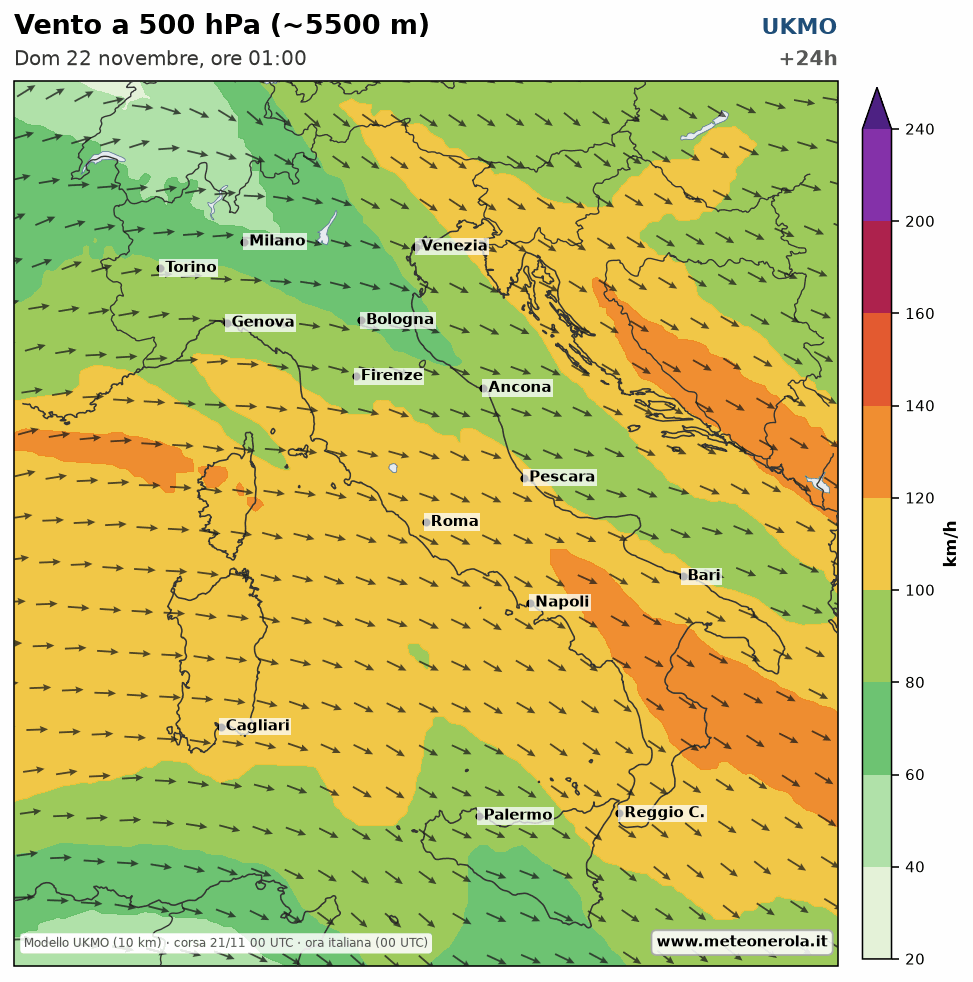 Vento a 500 hPa (~5500 m)
UKMO
Dom 22 novembre, ore 01:00
+24h
Milano
Venezia
Torino
Genova
Bologna
Firenze
Ancona
Pescara
Roma
Bari
Napoli
Cagliari
Palermo
Reggio C.
240
200
160
140
120
100
80
60
40
20
km/h
Modello UKMO (10 km) · corsa 21/11 00 UTC · ora italiana (00 UTC)
www.meteonerola.it